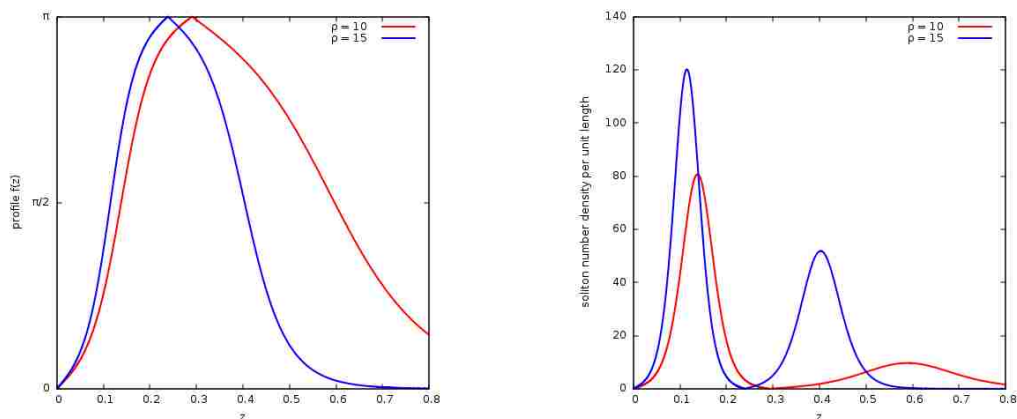 π
π/2
0
profile f(z)
0 0.1 0.2 0.3 0.4 0.5 0.6 0.7 0.8
z
ρ = 10
ρ = 15
140
120
100
80
60
40
20
0
soliton number density per unit length
0 0.1 0.2 0.3 0.4 0.5 0.6 0.7 0.8
z
ρ = 10
ρ = 15